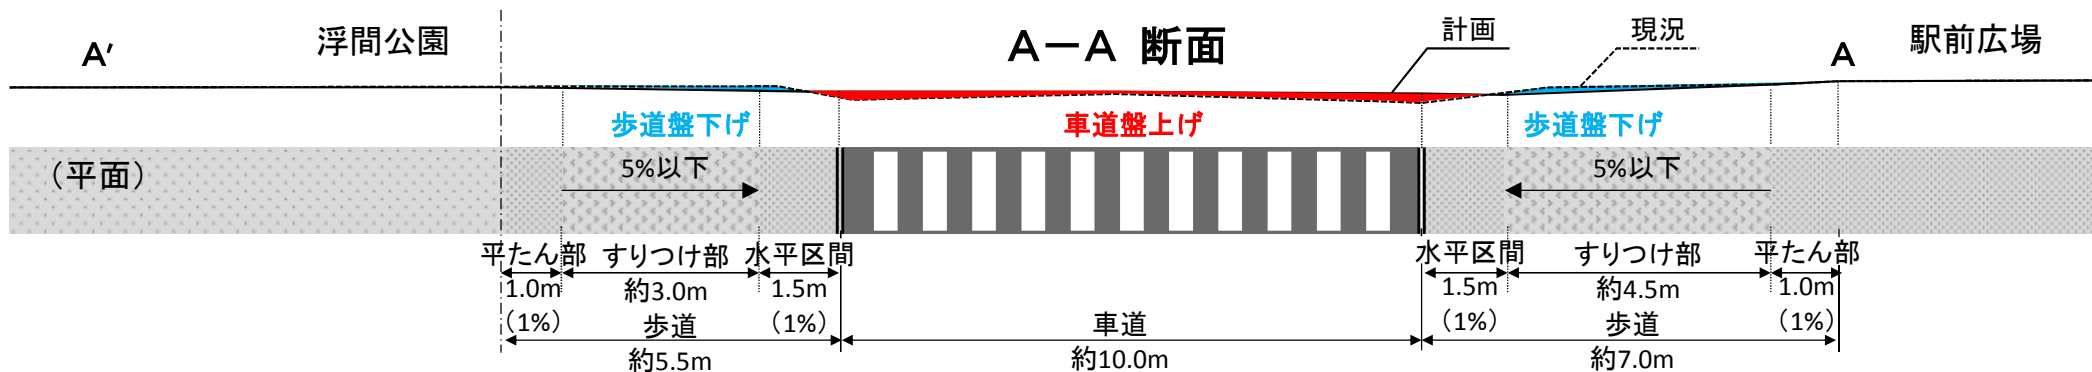 A′
浮間公園
A－A 断面
計画
現況
A
駅前広場
歩道盤下げ
車道盤上げ
歩道盤下げ
（平面）
5%以下
5%以下
平たん部
すりつけ部
水平区間
水平区間
すりつけ部
平たん部
1.0m
約3.0m
1.5m
1.5m
約4.5m
1.0m
（1%）
歩道
（1%）
車道
（1%）
歩道
（1%）
約5.5m
約10.0m
約7.0m